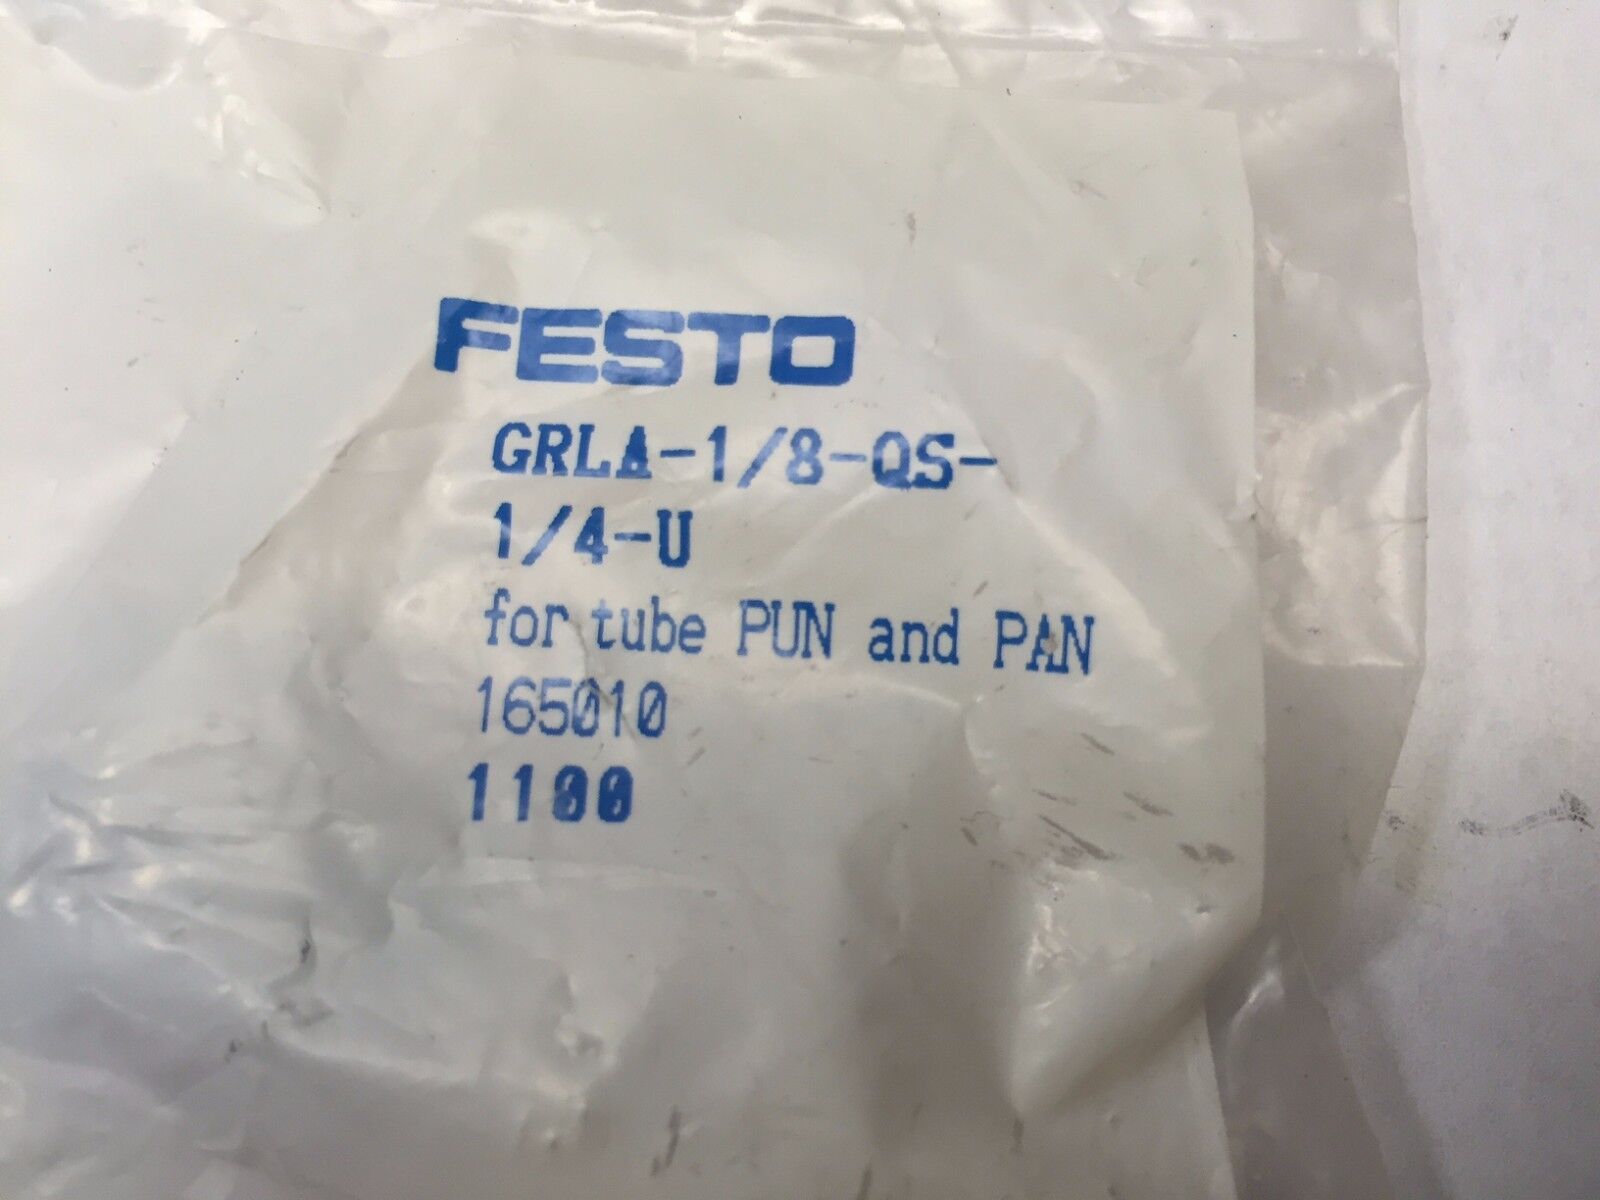 FESTO
GRLA-1/8-QS-
1/4-U
for tube PUN and PAN
165010
1100